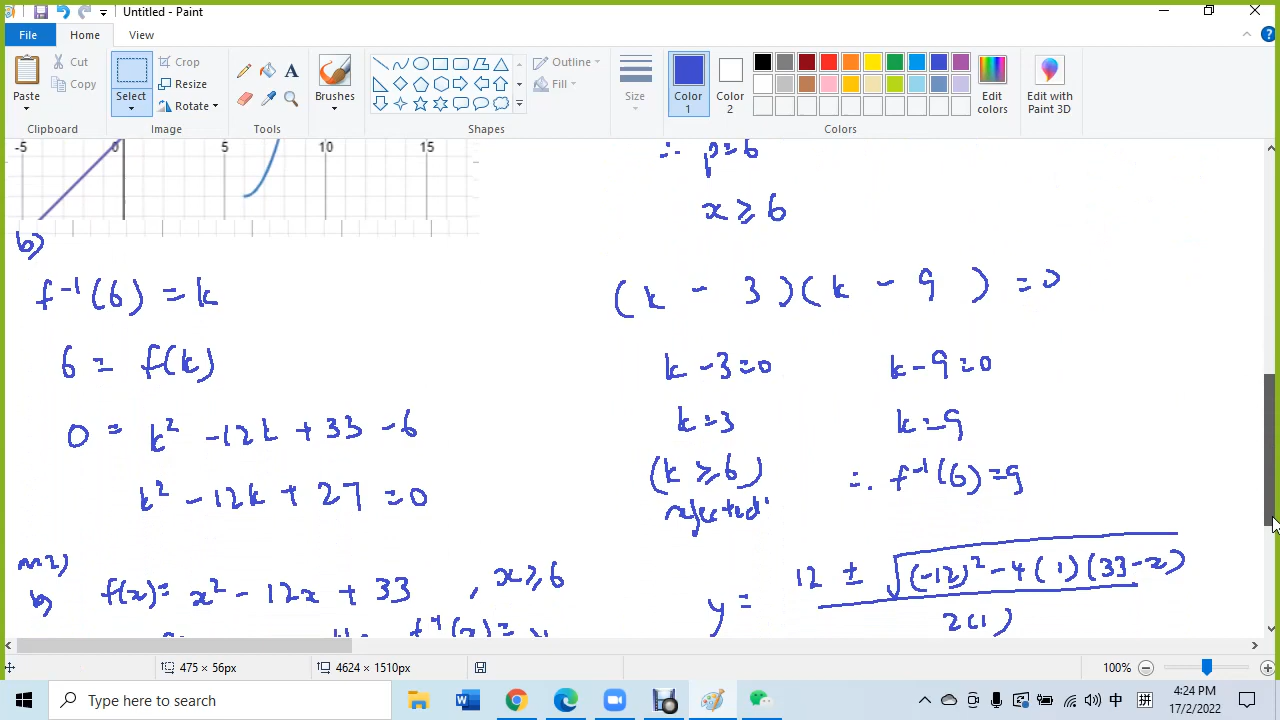 Untitled - Paint
File Home View
Paste Cut Copy
Select Crop Resize Rotate
Brushes
Outline
Fill
Size
Color 1
Color 2
Edit colors
Edit with Paint 3D
Clipboard Image Tools Shapes Colors
-5 0 5 10 15
∴ p=6
x ≥ 6
b)
f⁻¹(6) = k
6 = f(k)
0 = k² -12k + 33 -6
k² -12k + 27 =0
(k - 3)(k - 9) =0
k -3=0 k -9=0
k=3 k=9
(k ≥6) ∴ f⁻¹(6)=9
rejected
m2)
b) f(x)= x² - 12x + 33 , x≥6
y = (12 ± √((-12)² -4(1)(33-x))) / 2(1)
475 × 56px 4624 × 1510px 100%
Type here to search
中 拼
4:24 PM
17/2/2022